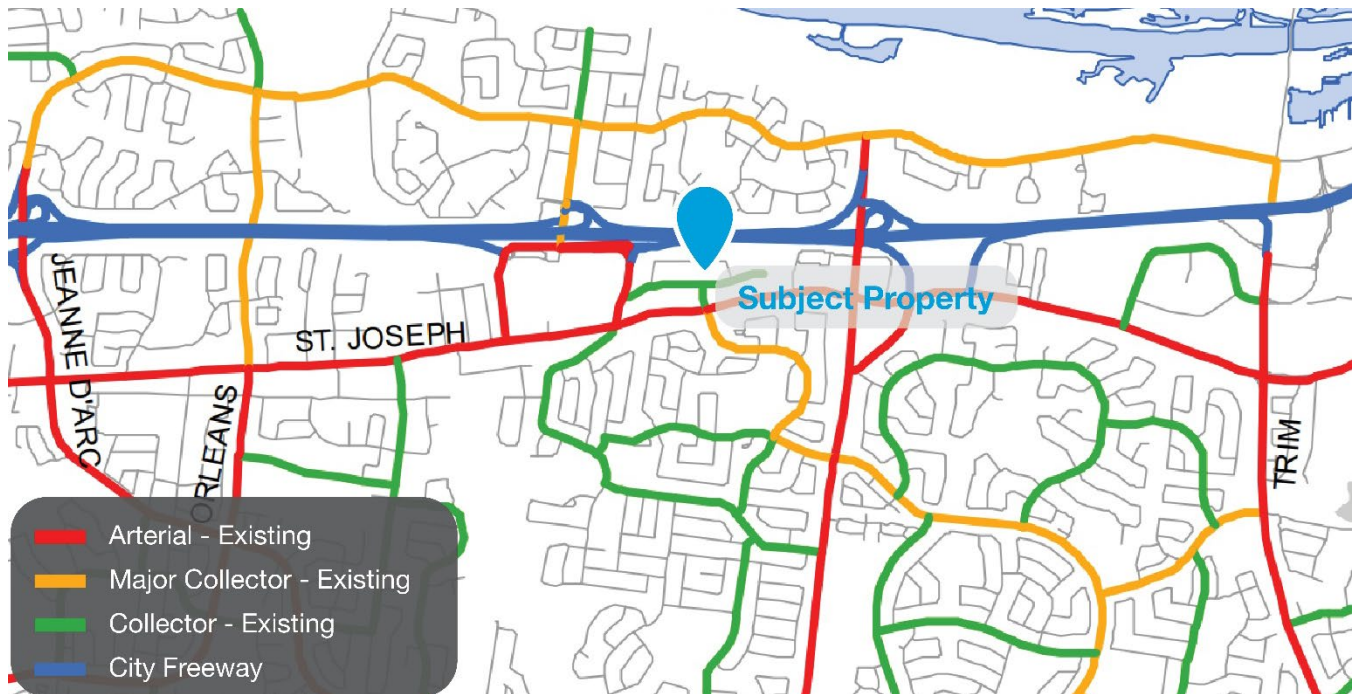 Subject Property
ST. JOSEPH
JEANNE D'ARC
ORLEANS
TRIM
Arterial - Existing
Major Collector - Existing
Collector - Existing
City Freeway